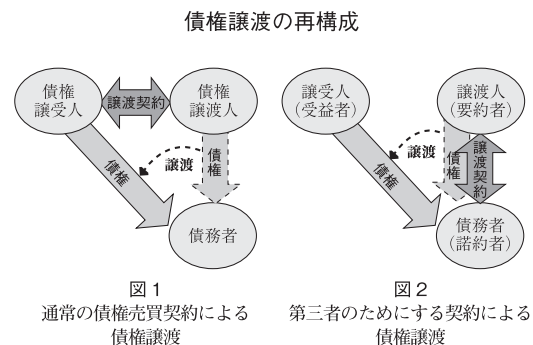 債権譲渡の再構成
債権
譲受人
譲渡契約
債権
譲渡人
譲渡
債権
債権
債務者
図1
通常の債権売買契約による
債権譲渡
譲受人
(受益者)
譲渡人
(要約者)
譲渡
債権
債権
譲渡契約
債務者
(諾約者)
図2
第三者のためにする契約による
債権譲渡